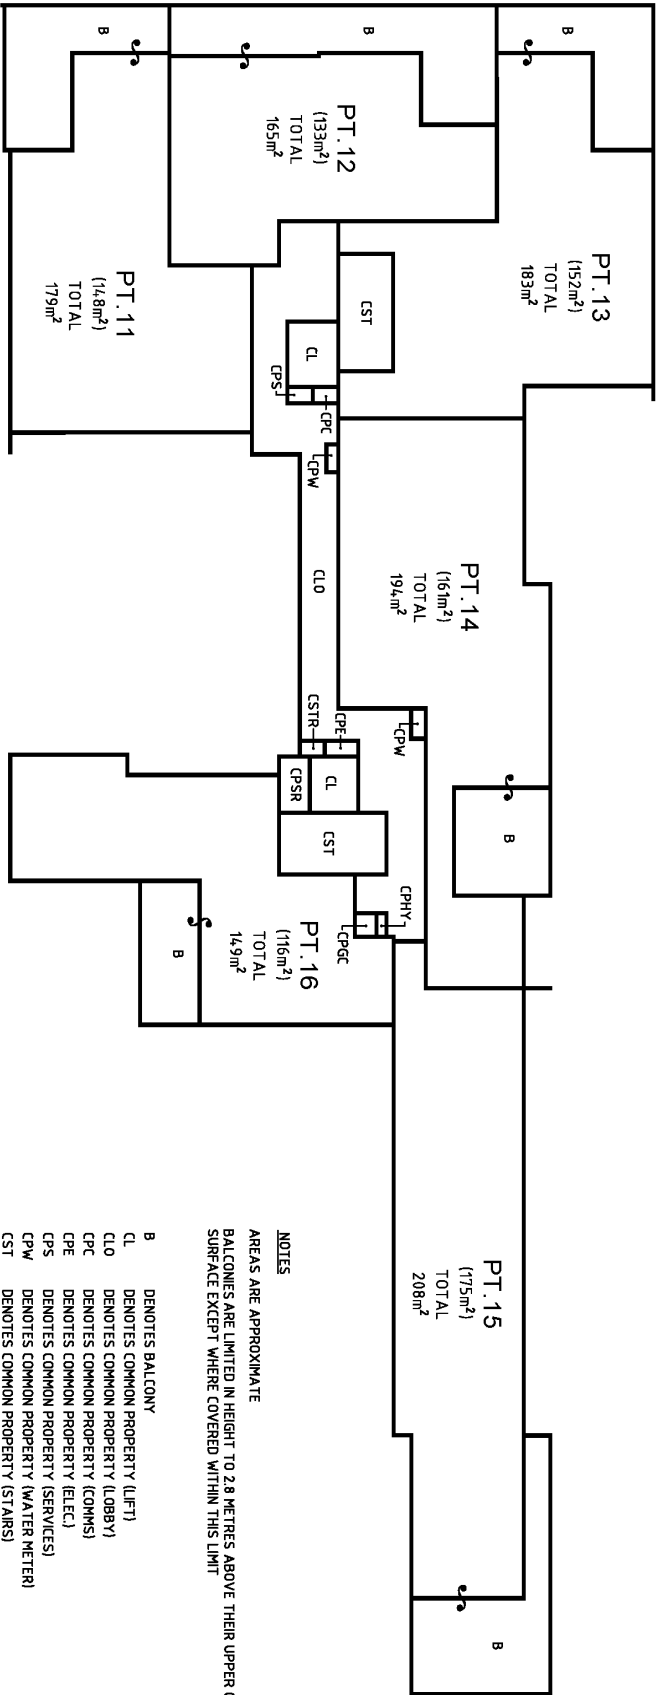 B
B
B
PT.11
(148m²)
TOTAL
179m²
PT.12
(133m²)
TOTAL
165m²
PT.13
(152m²)
TOTAL
183m²
CST
CL
CPS
CPC
CPW
CLO
PT.14
(161m²)
TOTAL
194m²
CPW
CSTR
CPE
CPSR
CL
CST
B
CPHY
CPGC
PT.16
(116m²)
TOTAL
149m²
B
PT.15
(175m²)
TOTAL
208m²
B
NOTES
AREAS ARE APPROXIMATE
BALCONIES ARE LIMITED IN HEIGHT TO 2.8 METRES ABOVE THEIR UPPER
SURFACE EXCEPT WHERE COVERED WITHIN THIS LIMIT
B DENOTES BALCONY
CL DENOTES COMMON PROPERTY (LIFT)
CLO DENOTES COMMON PROPERTY (LOBBY)
CPC DENOTES COMMON PROPERTY (COMMS)
CPE DENOTES COMMON PROPERTY (ELEC.)
CPS DENOTES COMMON PROPERTY (SERVICES)
CPW DENOTES COMMON PROPERTY (WATER METER)
CST DENOTES COMMON PROPERTY (STAIRS)